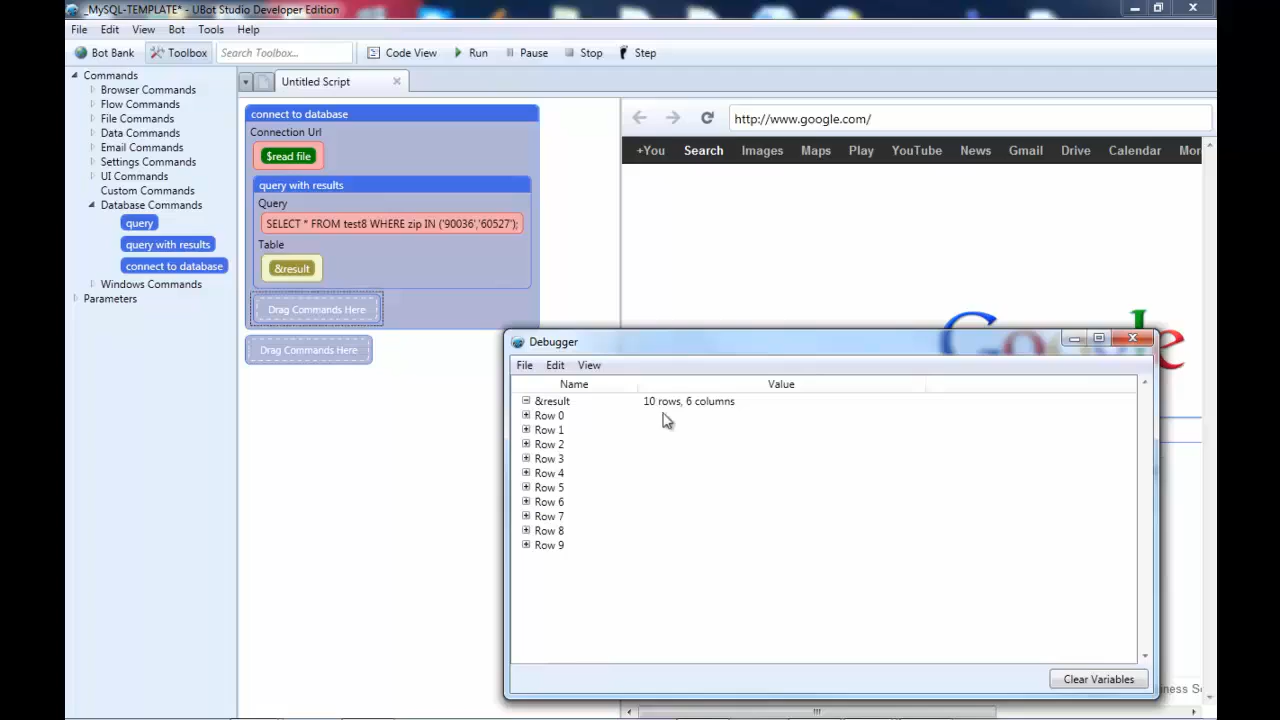 _MySQL-TEMPLATE* - UBot Studio Developer Edition
File Edit View Bot Tools Help
Bot Bank Toolbox Search Toolbox... Code View Run Pause Stop Step
Commands
Browser Commands
Flow Commands
File Commands
Data Commands
Email Commands
Settings Commands
UI Commands
Custom Commands
Database Commands
query
query with results
connect to database
Windows Commands
Parameters
Untitled Script
connect to database
Connection Url
$read file
query with results
Query
SELECT * FROM test8 WHERE zip IN ('90036','60527');
Table
&result
Drag Commands Here
Drag Commands Here
http://www.google.com/
+You Search Images Maps Play YouTube News Gmail Drive Calendar Mor
Google
Debugger
File Edit View
Name Value
&result 10 rows, 6 columns
Row 0
Row 1
Row 2
Row 3
Row 4
Row 5
Row 6
Row 7
Row 8
Row 9
Clear Variables
iness S